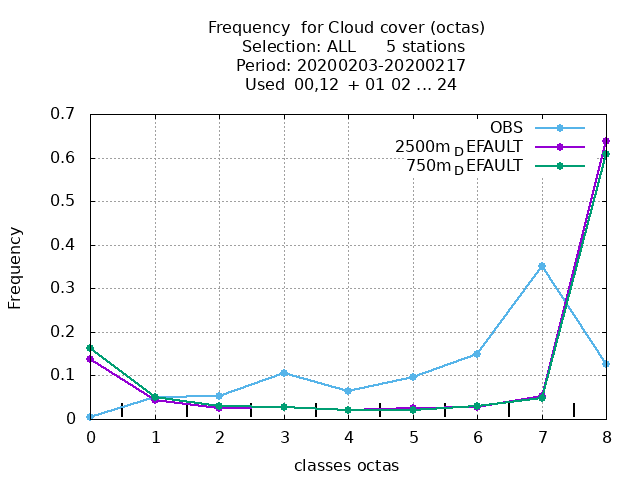 Frequency for Cloud cover (octas)
Selection: ALL 5 stations
Period: 20200203-20200217
Used 00,12 + 01 02 ... 24
OBS
2500m DEFAULT
750m DEFAULT
Frequency
0.7
0.6
0.5
0.4
0.3
0.2
0.1
0
0 1 2 3 4 5 6 7 8
classes octas